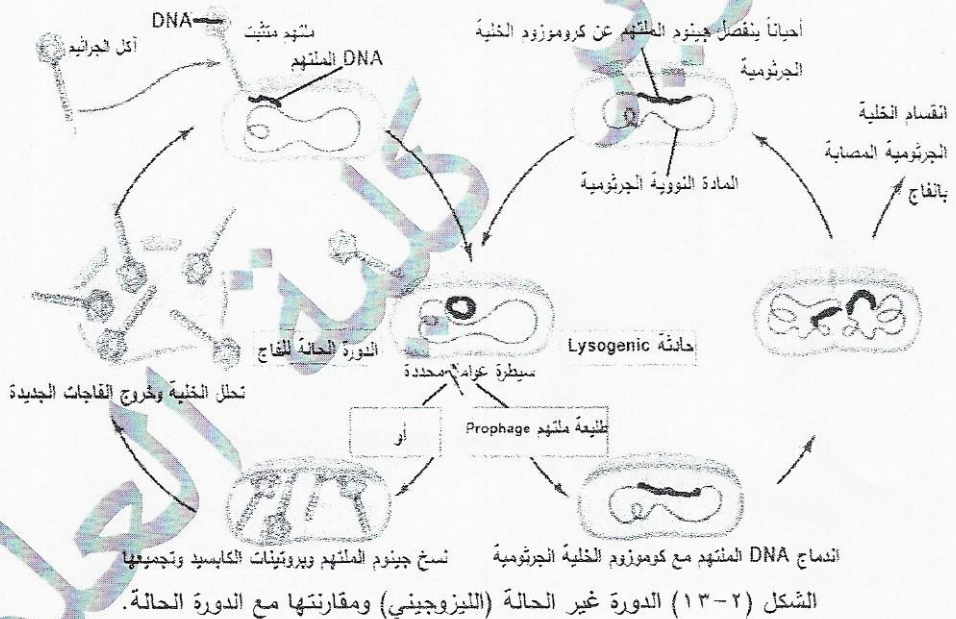 DNA
آكل الجراثيم
ملتهم متثبت
DNA الملتهم
أحياناً ينفصل جينوم الملتهم عن كروموزوم الخلية
الجرثومية
المادة النووية الجرثومية
انقسام الخلية
الجرثومية المصابة
بالفاج
الدورة الحالة للفاج
حادثة Lysogenic
سيطرة عوامل محددة
تحلل الخلية وخروج الفاجات الجديدة
أو
طليعة ملتهم Prophage
نسخ جينوم الملتهم وبروتينات الكابسيد وتجميعها
اندماج DNA الملتهم مع كوموزوم الخلية الجرثومية
الشكل (٢-١٣) الدورة غير الحالة (الليزوجيني) ومقارنتها مع الدورة الحالة.